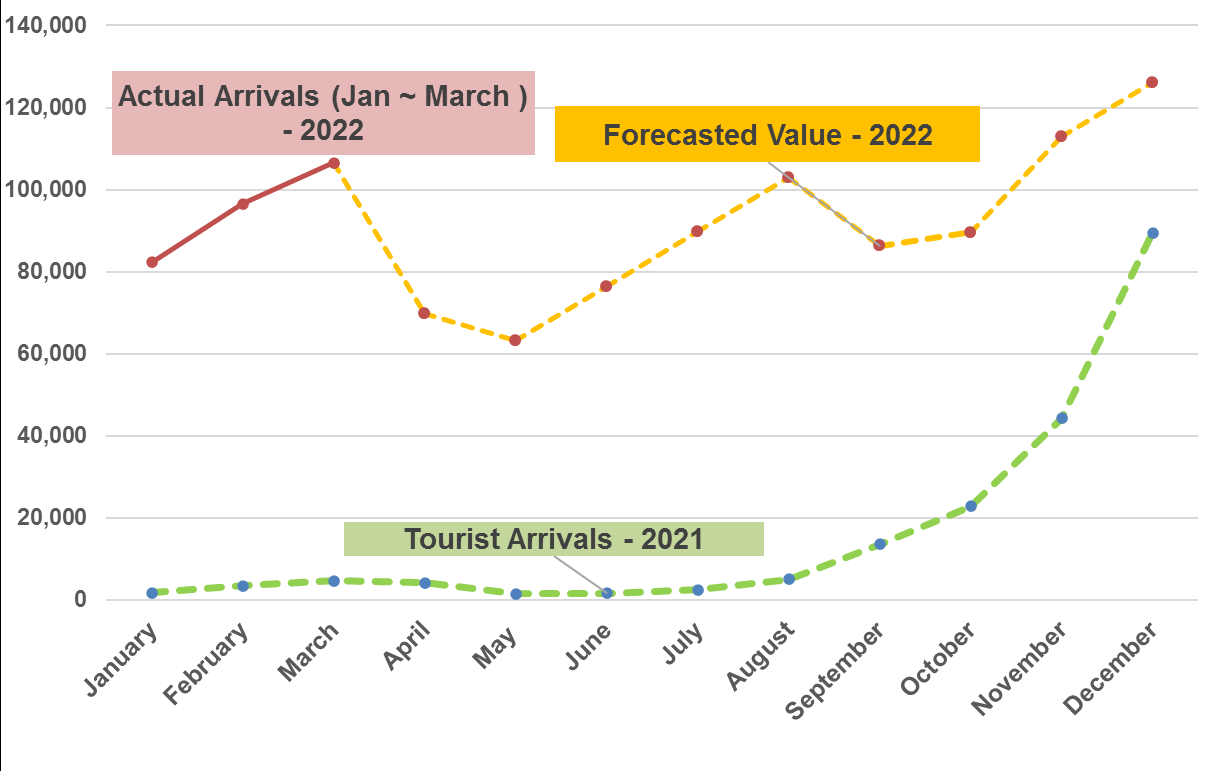 140,000
Actual Arrivals (Jan ~ March )
- 2022
120,000
Forecasted Value - 2022
100,000
80,000
60,000
40,000
20,000
Tourist Arrivals - 2021
0
January
February
March
April
May
June
July
August
September
October
November
December